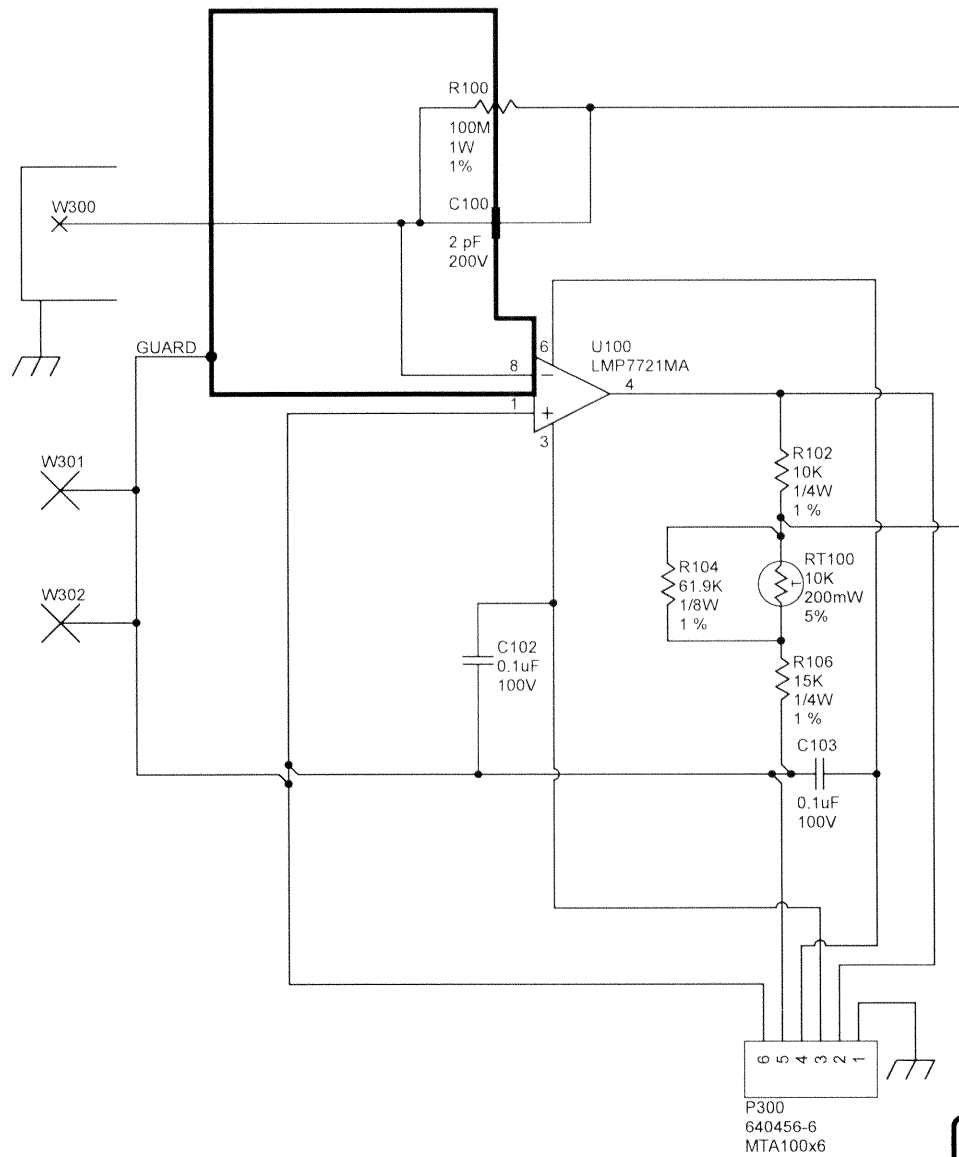 R100
100M
1W
1%
W300
C100
2 pF
200V
GUARD
6
U100
LMP7721MA
8
−
4
1
+
3
W301
R102
10K
1/4W
1 %
R104
61.9K
1/8W
1 %
RT100
10K
200mW
5%
T
W302
C102
0.1uF
100V
R106
15K
1/4W
1 %
C103
0.1uF
100V
6 5 4 3 2 1
P300
640456-6
MTA100x6